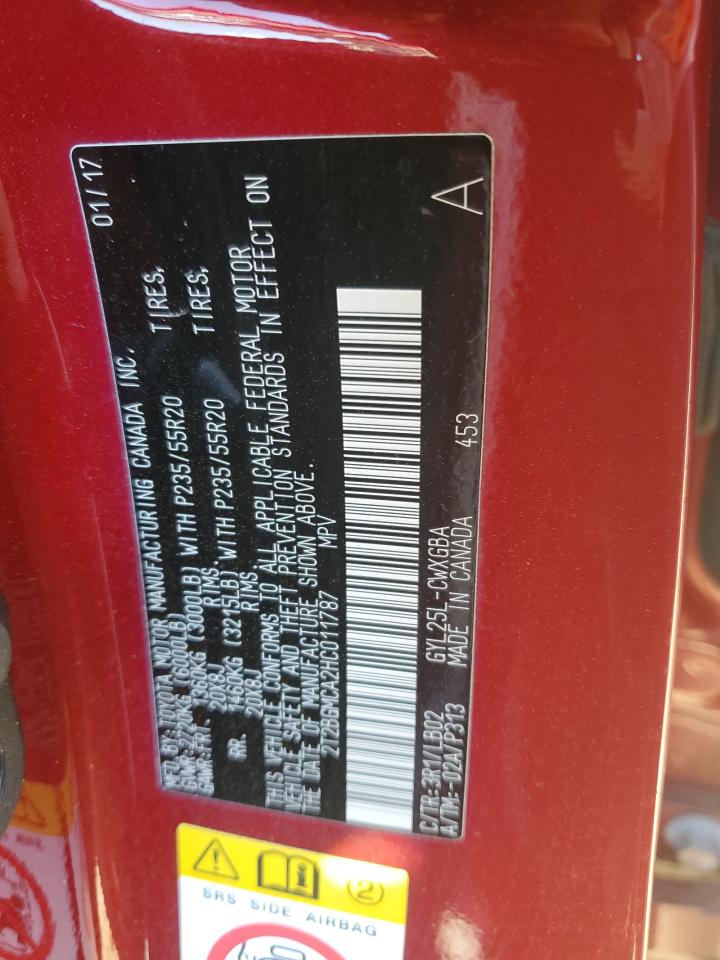 MFD BY: TOYOTA MOTOR MANUFACTURING CANADA INC. 01/17
GVWR: 2720KG (6000LB)
GAWR: FRT. 1360KG (3000LB) WITH P235/55R20 TIRES,
20X8J RIMS
RR. 1460KG (3215LB) WITH P235/55R20 TIRES,
20X8J RIMS
THIS VEHICLE CONFORMS TO ALL APPLICABLE FEDERAL MOTOR
VEHICLE SAFETY AND THEFT PREVENTION STANDARDS IN EFFECT ON
THE DATE OF MANUFACTURE SHOWN ABOVE.
2T2BGMCA2HC011787 MPV
C/TR: 3R1/LB02 GYL25L-CWXGBA 453 A
A/TM: -02A/P313 MADE IN CANADA
2
SRS SIDE AIRBAG